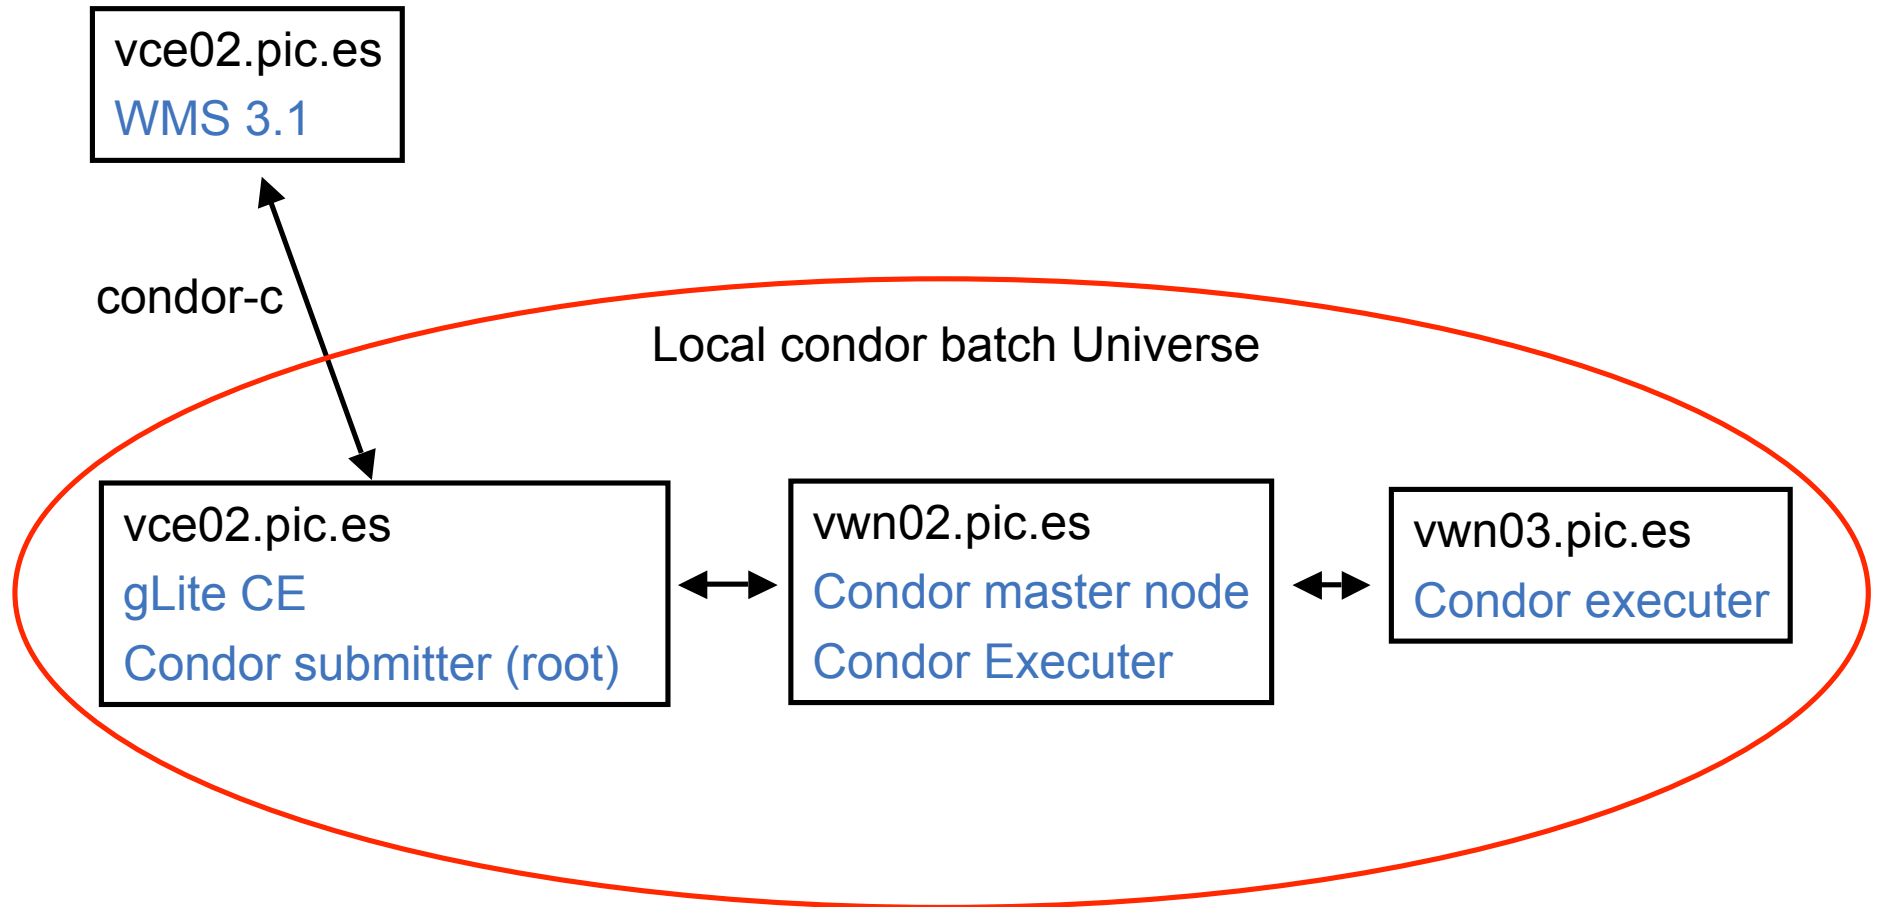 vce02.pic.es
WMS 3.1
condor-c
Local condor batch Universe
vce02.pic.es
gLite CE
Condor submitter (root)
vwn02.pic.es
Condor master node
Condor Executer
vwn03.pic.es
Condor executer